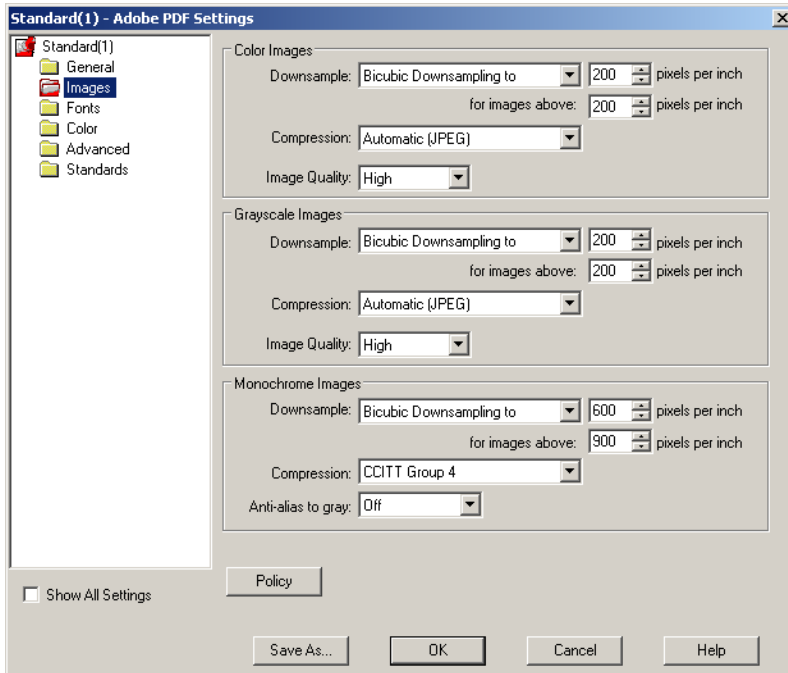 Standard(1) - Adobe PDF Settings
Standard(1)
General
Images
Fonts
Color
Advanced
Standards
Show All Settings
Color Images
Downsample: Bicubic Downsampling to 200 pixels per inch
for images above: 200 pixels per inch
Compression: Automatic (JPEG)
Image Quality: High
Grayscale Images
Downsample: Bicubic Downsampling to 200 pixels per inch
for images above: 200 pixels per inch
Compression: Automatic (JPEG)
Image Quality: High
Monochrome Images
Downsample: Bicubic Downsampling to 600 pixels per inch
for images above: 900 pixels per inch
Compression: CCITT Group 4
Anti-alias to gray: Off
Policy
Save As... OK Cancel Help